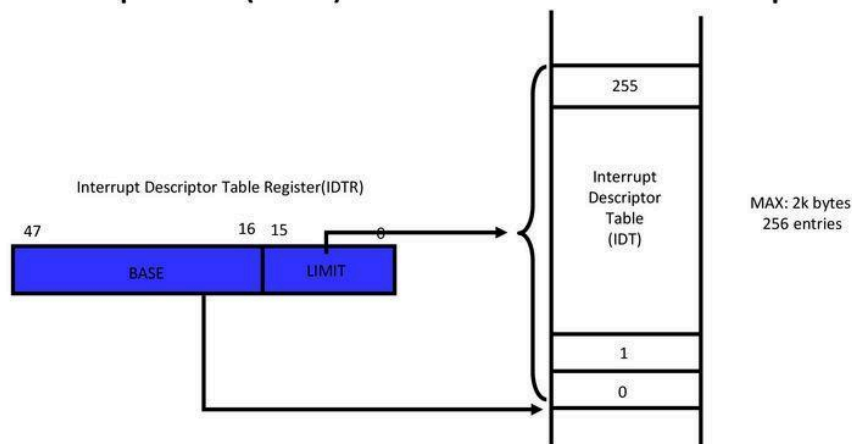 Interrupt Descriptor Table Register(IDTR)
47
16
15
0
BASE
LIMIT
255
Interrupt
Descriptor
Table
(IDT)
1
0
MAX: 2k bytes
256 entries